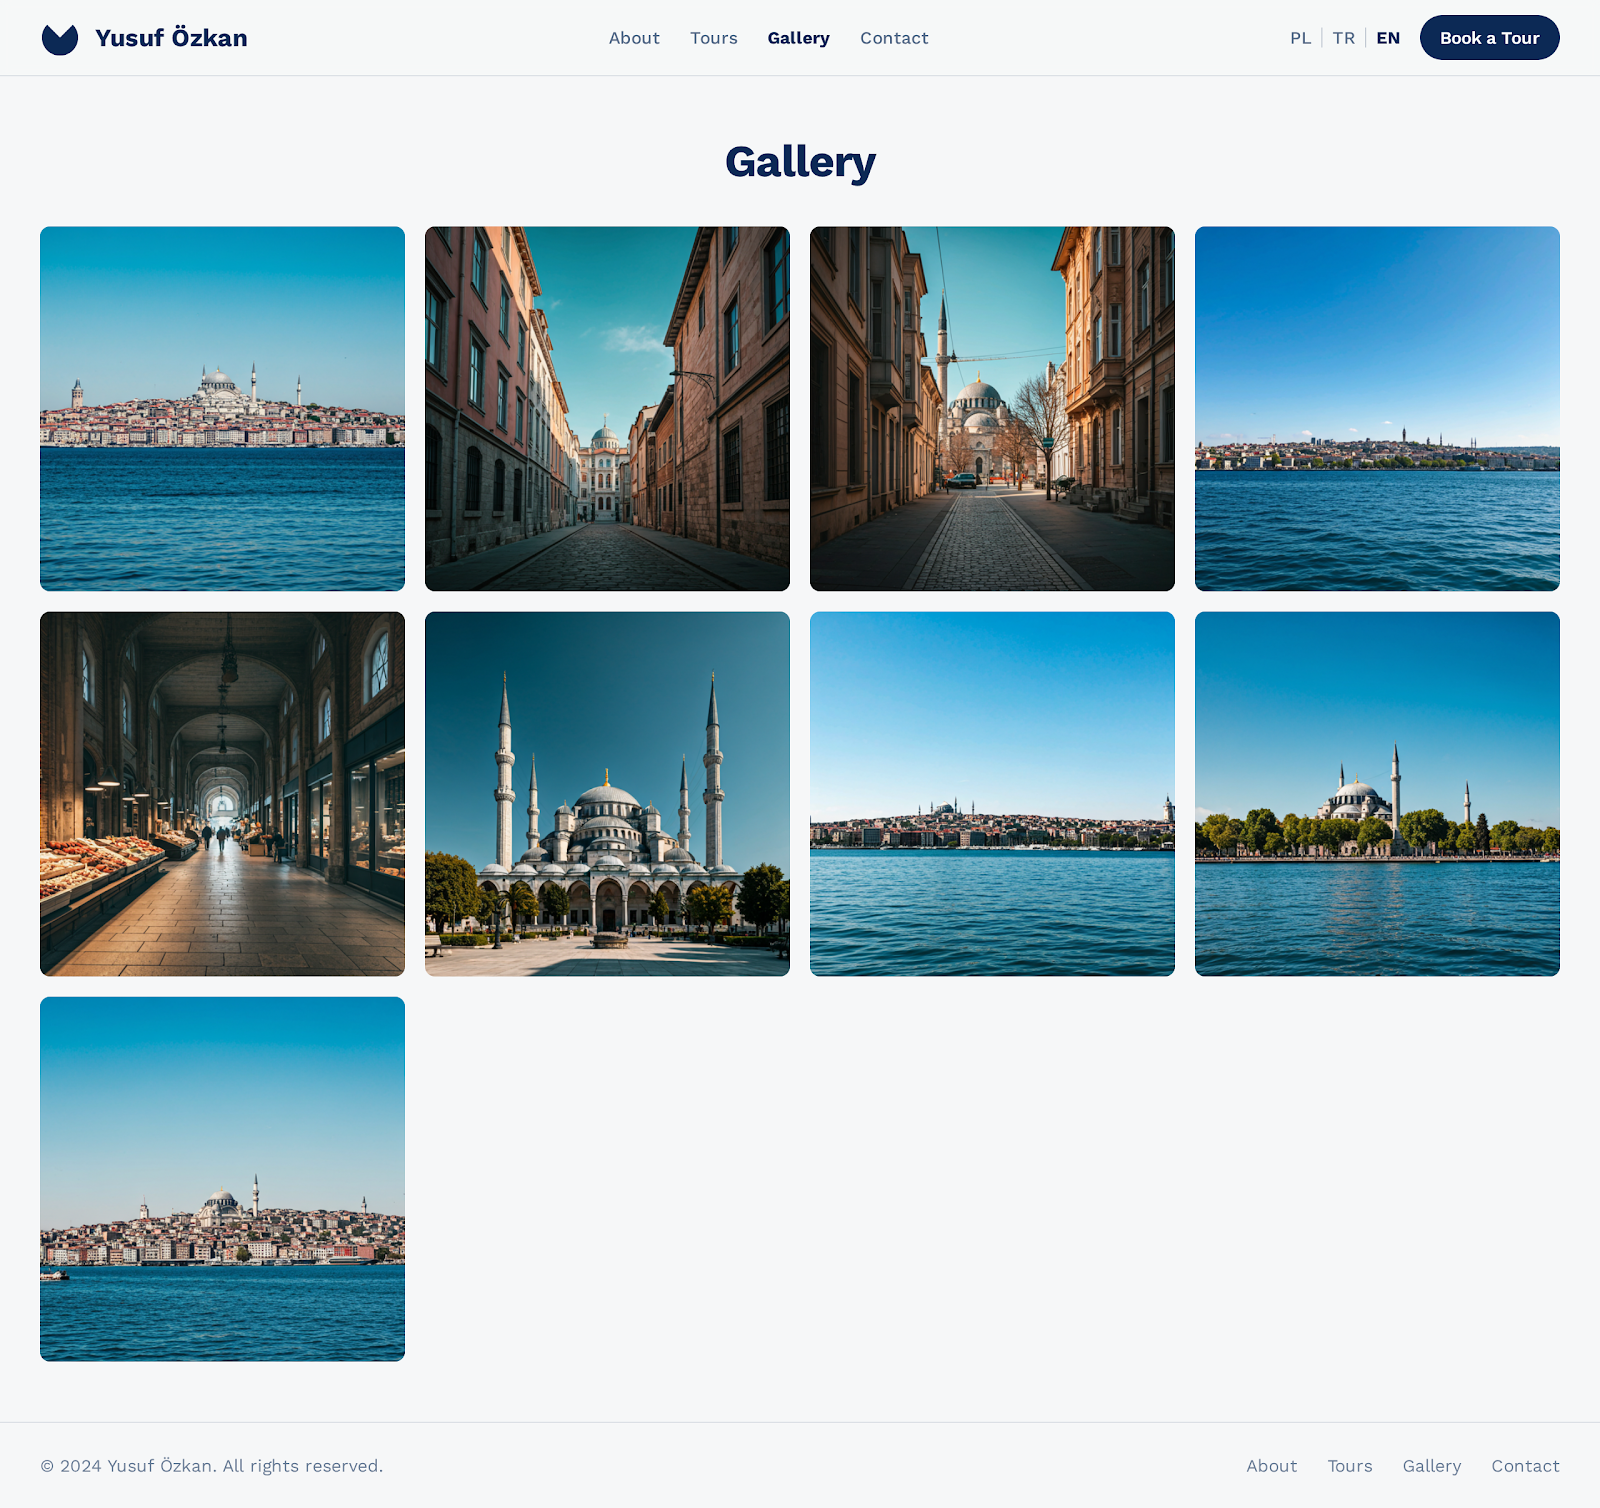 Yusuf Özkan
About Tours Gallery Contact
PL TR EN
Book a Tour
Gallery
© 2024 Yusuf Özkan. All rights reserved.
About Tours Gallery Contact